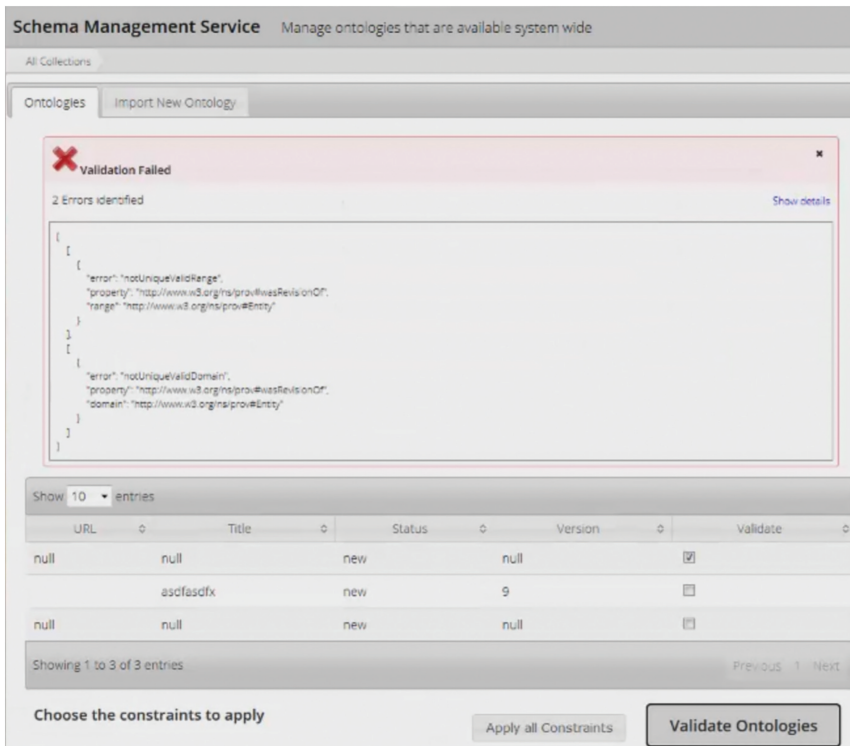 Schema Management Service Manage ontologies that are available system wide
All Collections
Ontologies Import New Ontology
Validation Failed
2 Errors identified Show details
[
[
{
"error": "notUniqueValidRange",
"property": "http://www.w3.org/ns/prov#wasRevisionOf",
"range": "http://www.w3.org/ns/prov#Entity"
}
],
[
{
"error": "notUniqueValidDomain",
"property": "http://www.w3.org/ns/prov#wasRevisionOf",
"domain": "http://www.w3.org/ns/prov#Entity"
}
]
]
Show 10 entries
URL Title Status Version Validate
null null new null
asdfasdfx new 9
null null new null
Showing 1 to 3 of 3 entries Previous 1 Next
Choose the constraints to apply Apply all Constraints Validate Ontologies